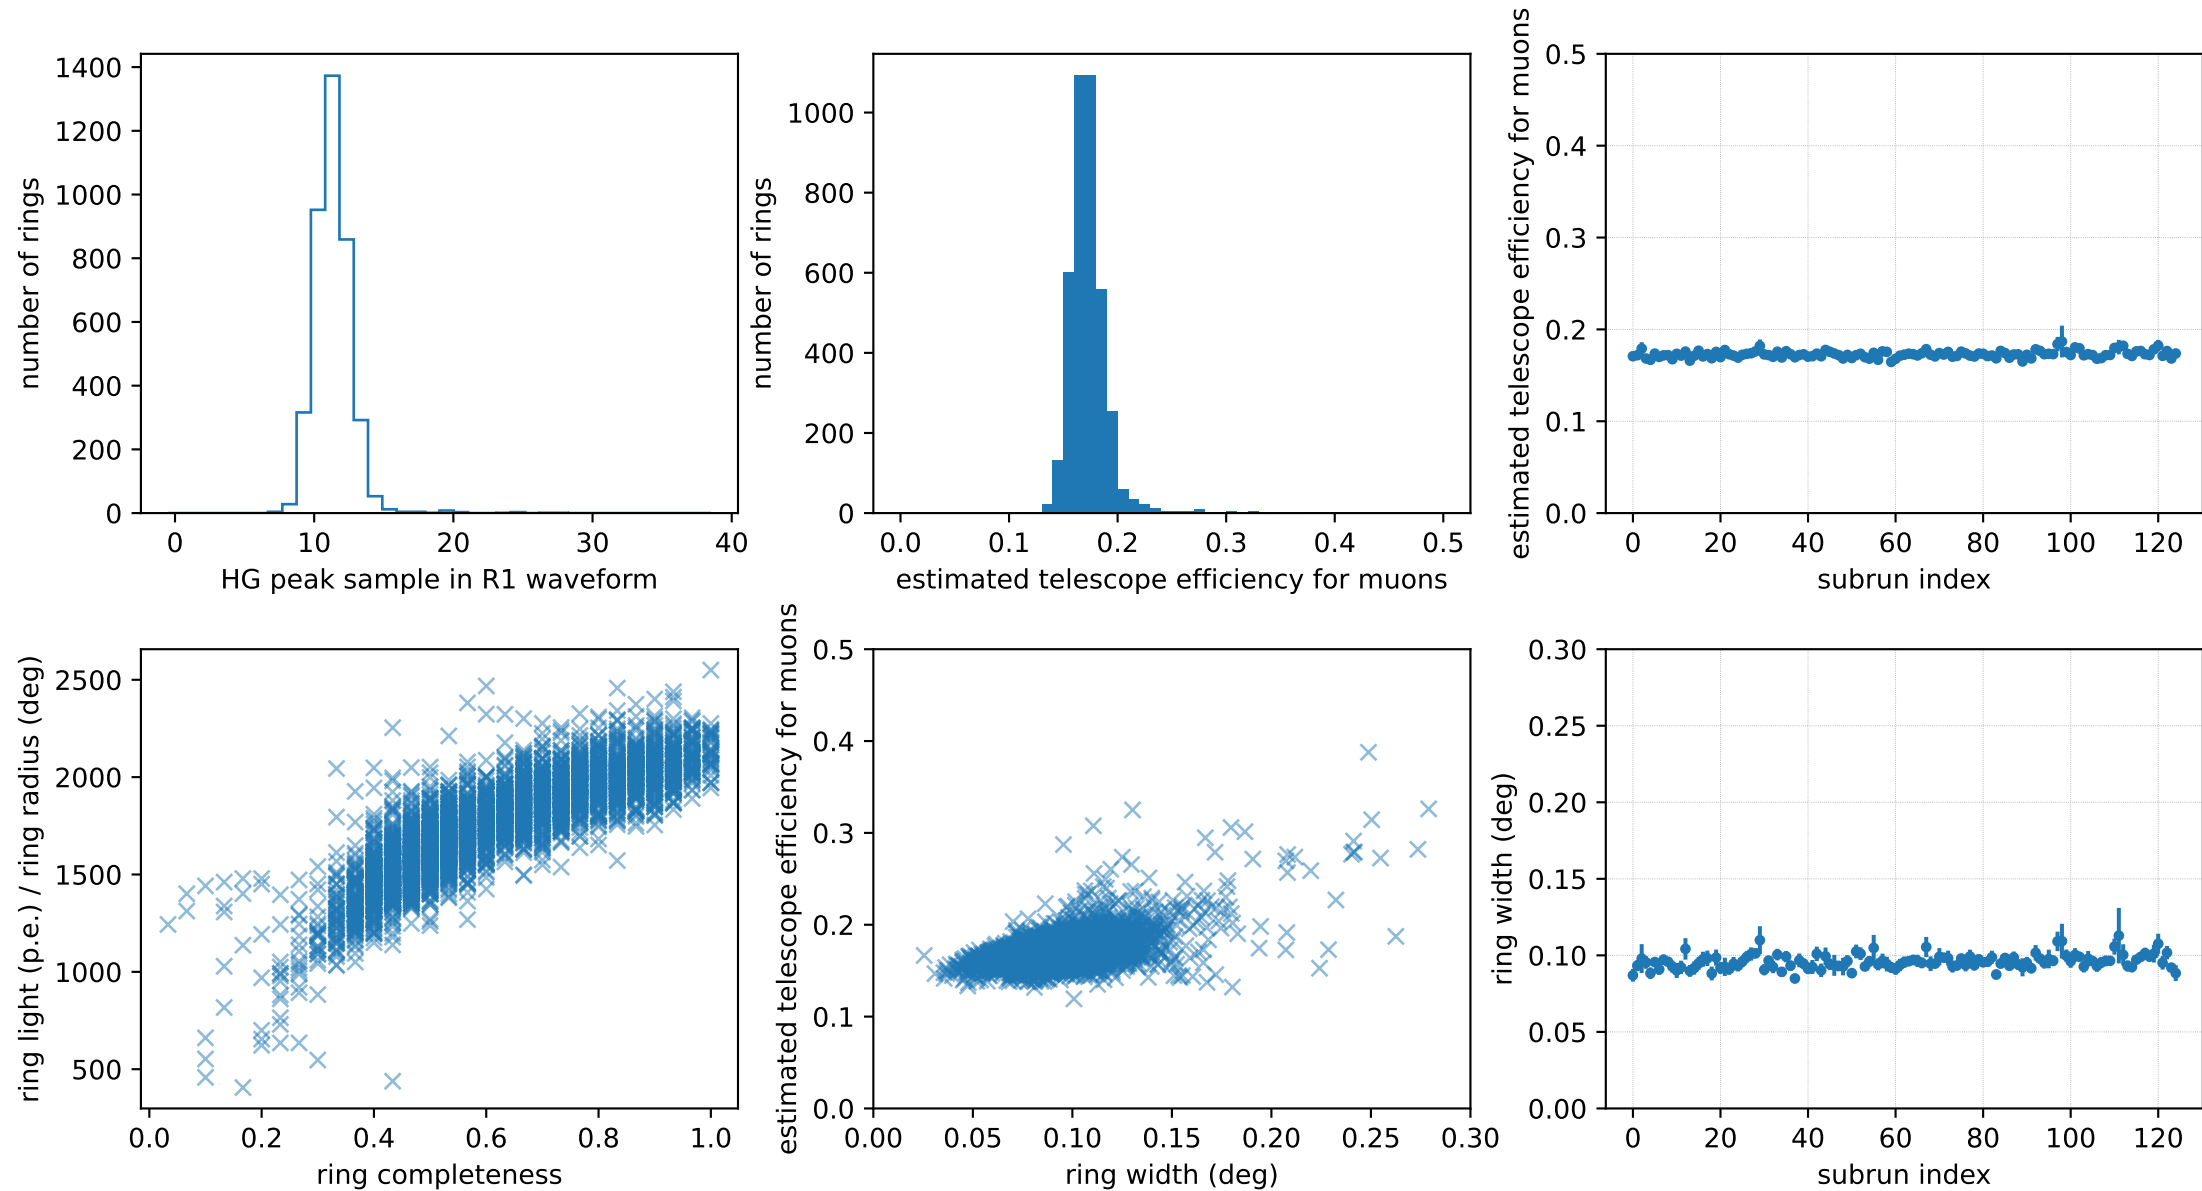 number of rings
1400
1200
1000
800
600
400
200
0
0 10 20 30 40
HG peak sample in R1 waveform
number of rings
1000
800
600
400
200
0
0.0 0.1 0.2 0.3 0.4 0.5
estimated telescope efficiency for muons
estimated telescope efficiency for muons
0.5
0.4
0.3
0.2
0.1
0.0
0 20 40 60 80 100 120
subrun index
ring light (p.e.) / ring radius (deg)
2500
2000
1500
1000
500
0.0 0.2 0.4 0.6 0.8 1.0
ring completeness
estimated telescope efficiency for muons
0.5
0.4
0.3
0.2
0.1
0.0
0.00 0.05 0.10 0.15 0.20 0.25 0.30
ring width (deg)
ring width (deg)
0.30
0.25
0.20
0.15
0.10
0.05
0.00
0 20 40 60 80 100 120
subrun index